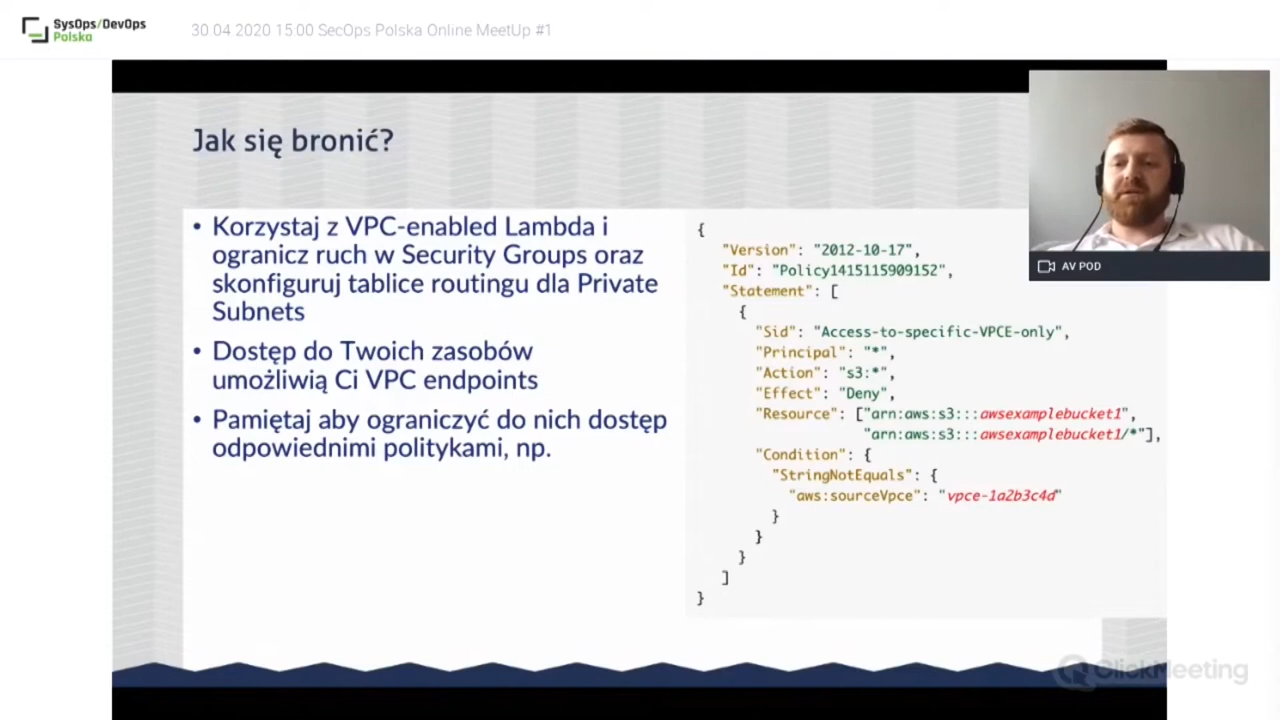 SysOps/DevOps
Polska
30.04.2020 15:00 SecOps Polska Online MeetUp #1
Jak się bronić?
• Korzystaj z VPC-enabled Lambda i
ogranicz ruch w Security Groups oraz
skonfiguruj tablice routingu dla Private
Subnets
• Dostęp do Twoich zasobów
umożliwią Ci VPC endpoints
• Pamiętaj aby ograniczyć do nich dostęp
odpowiednimi politykami, np.
{
"Version": "2012-10-17",
"Id": "Policy1415115909152",
"Statement": [
{
"Sid": "Access-to-specific-VPCE-only",
"Principal": "*",
"Action": "s3:*",
"Effect": "Deny",
"Resource": ["arn:aws:s3:::awsexamplebucket1",
"arn:aws:s3:::awsexamplebucket1/*"],
"Condition": {
"StringNotEquals": {
"aws:sourceVpce": "vpce-1a2b3c4d"
}
}
}
]
}
AV POD
ClickMeeting